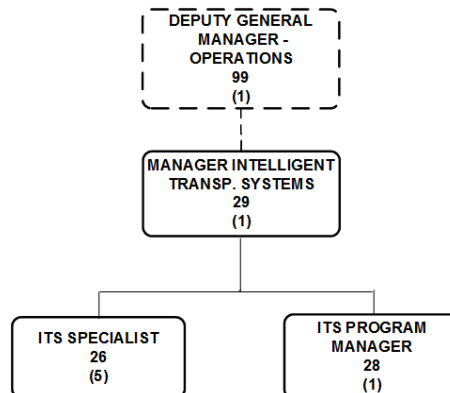 DEPUTY GENERAL
MANAGER -
OPERATIONS
99
(1)
MANAGER INTELLIGENT
TRANSP. SYSTEMS
29
(1)
ITS SPECIALIST
26
(5)
ITS PROGRAM
MANAGER
28
(1)